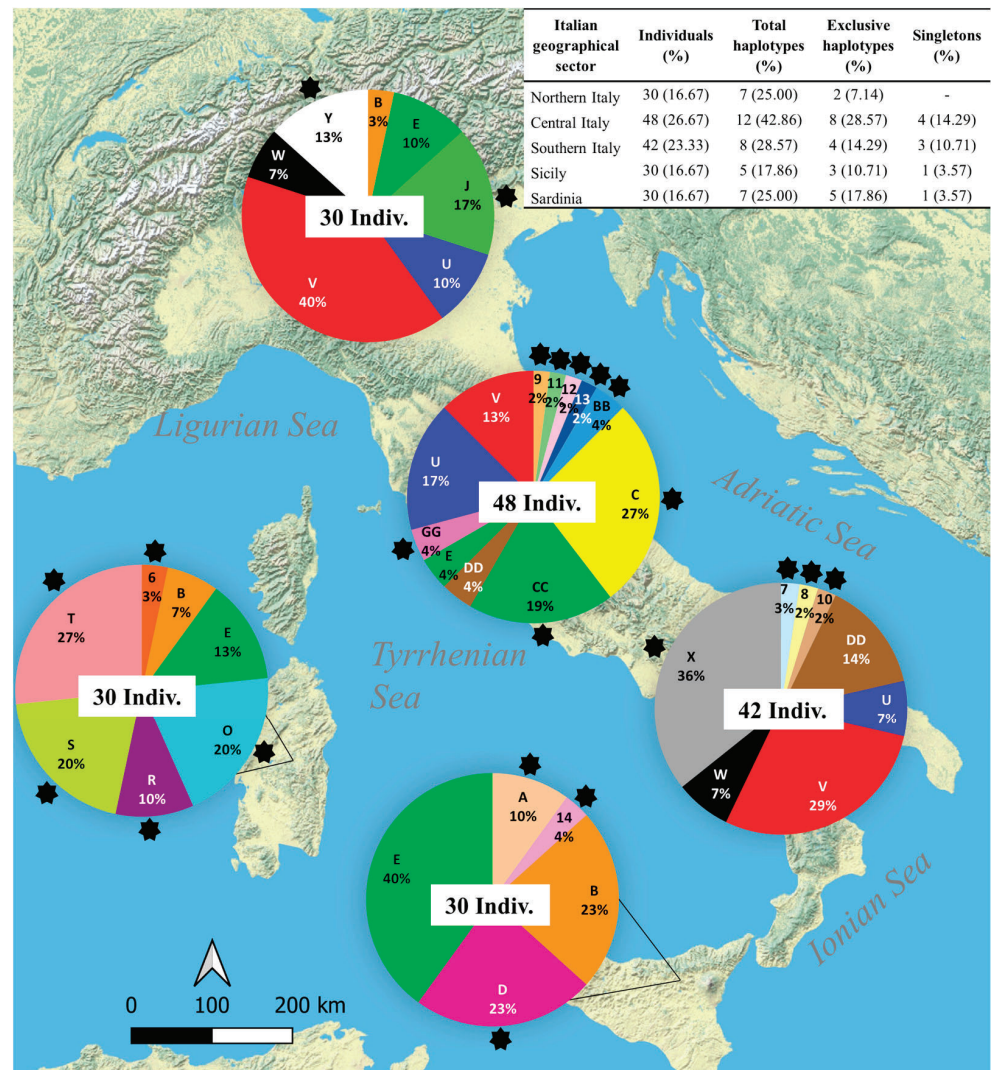 Italian geographical sector	Individuals (%)	Total haplotypes (%)	Exclusive haplotypes (%)	Singletons (%)
Northern Italy	30 (16.67)	7 (25.00)	2 (7.14)	-
Central Italy	48 (26.67)	12 (42.86)	8 (28.57)	4 (14.29)
Southern Italy	42 (23.33)	8 (28.57)	4 (14.29)	3 (10.71)
Sicily	30 (16.67)	5 (17.86)	3 (10.71)	1 (3.57)
Sardinia	30 (16.67)	7 (25.00)	5 (17.86)	1 (3.57)
30 Indiv.
B
3%
E
10%
J
17%
U
10%
V
40%
W
7%
Y
13%
Ligurian Sea
Adriatic Sea
48 Indiv.
9
2%
11
2%
12
2%
13
2%
BB
4%
C
27%
CC
19%
DD
4%
E
4%
GG
4%
U
17%
V
13%
Tyrrhenian
Sea
30 Indiv.
6
3%
B
7%
E
13%
O
20%
R
10%
S
20%
T
27%
42 Indiv.
7
3%
8
2%
10
2%
DD
14%
U
7%
V
29%
W
7%
X
36%
Ionian Sea
30 Indiv.
A
10%
14
4%
B
23%
D
23%
E
40%
0 100 200 km